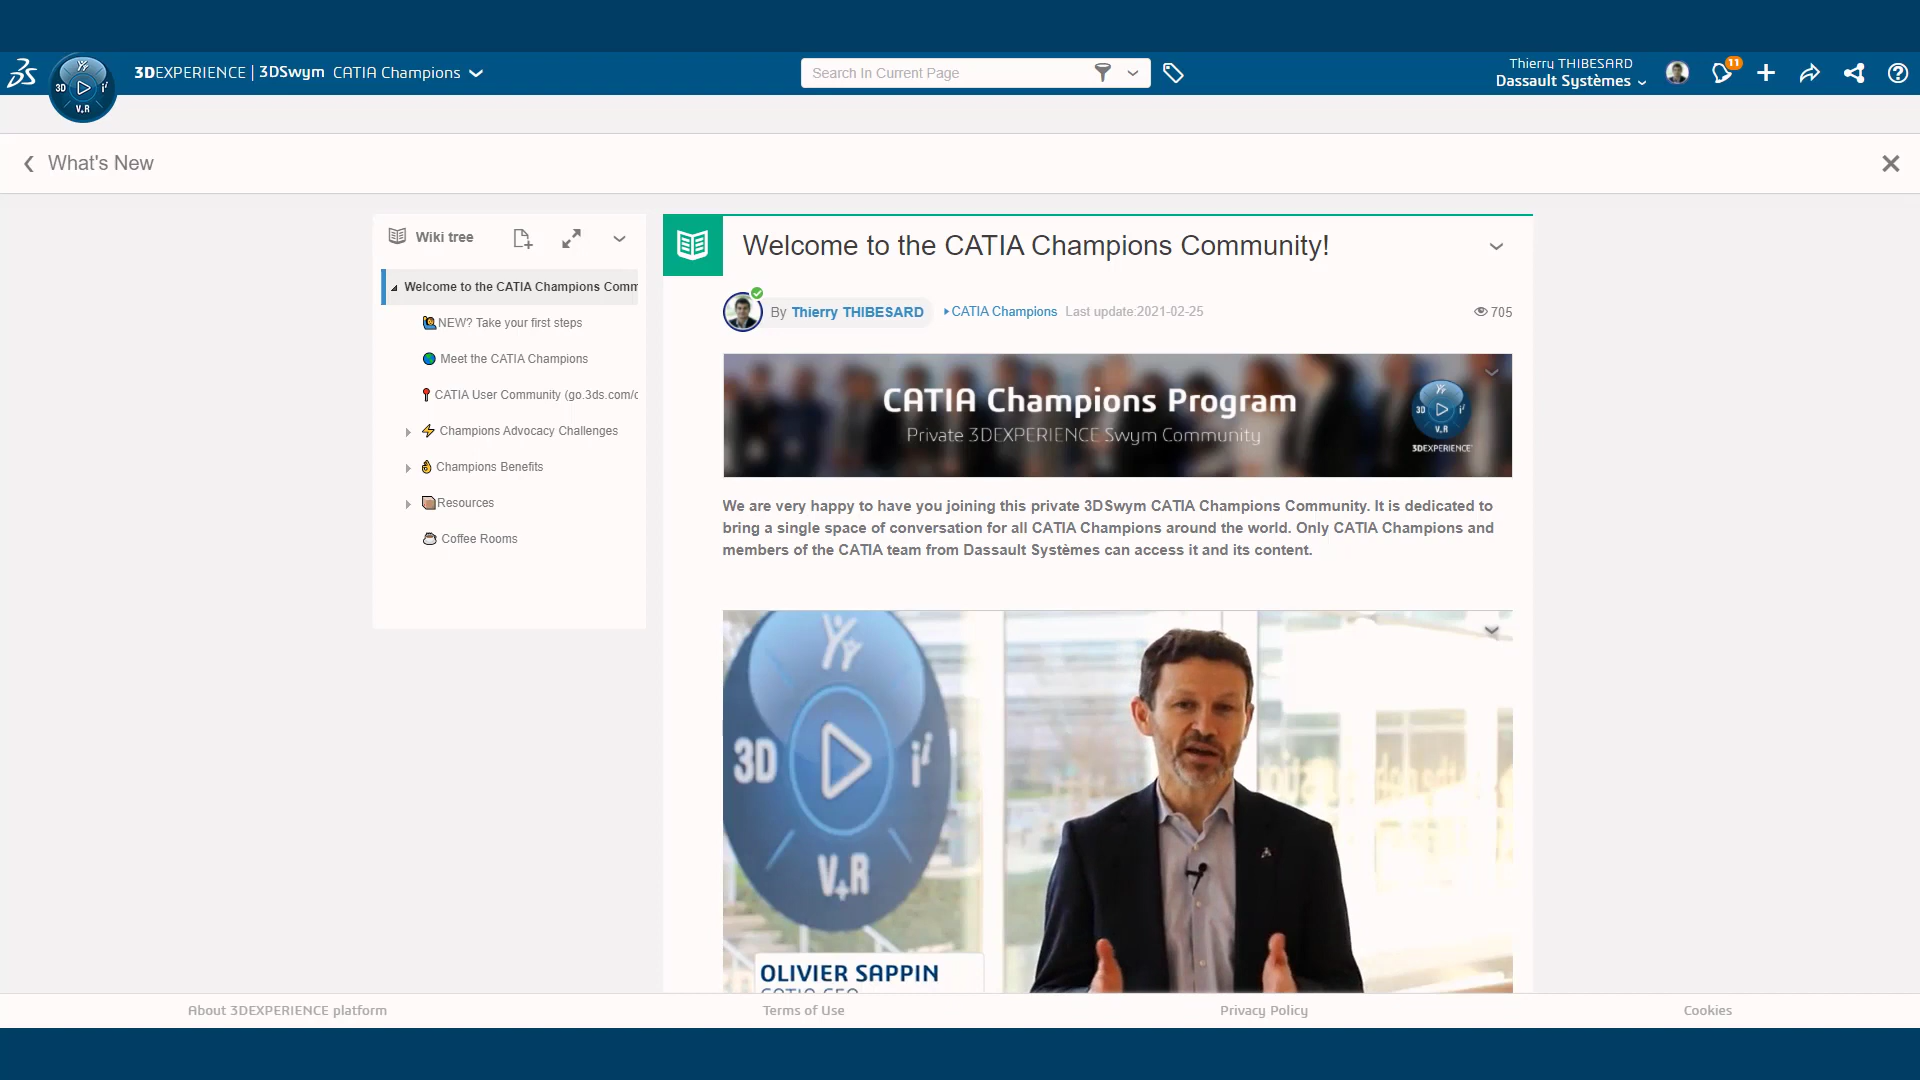 3DEXPERIENCE | 3DSwym CATIA Champions
Search In Current Page
Thierry THIBESARD
Dassault Systèmes
11
3D
V.R
What's New
Wiki tree
Welcome to the CATIA Champions Comm
NEW? Take your first steps
Meet the CATIA Champions
CATIA User Community (go.3ds.com/c
Champions Advocacy Challenges
Champions Benefits
Resources
Coffee Rooms
Welcome to the CATIA Champions Community!
By Thierry THIBESARD CATIA Champions Last update:2021-02-25
705
CATIA Champions Program
Private 3DEXPERIENCE Swym Community
3D
V.R
3DEXPERIENCE
We are very happy to have you joining this private 3DSwym CATIA Champions Community. It is dedicated to
bring a single space of conversation for all CATIA Champions around the world. Only CATIA Champions and
members of the CATIA team from Dassault Systèmes can access it and its content.
3D
V+R
OLIVIER SAPPIN
CATIA CEO
About 3DEXPERIENCE platform
Terms of Use
Privacy Policy
Cookies